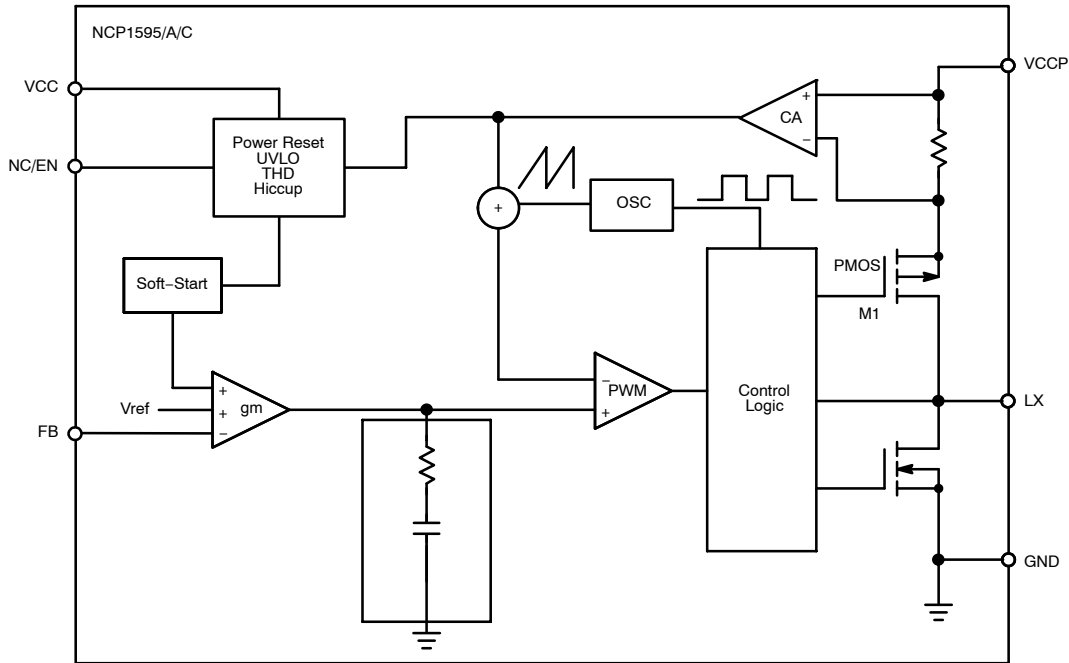 NCP1595/A/C
VCCP
VCC
+
CA
−
Power Reset
UVLO
THD
Hiccup
NC/EN
+
OSC
PMOS
M1
Soft−Start
Control
Logic
−
PWM
+
+
Vref
+
gm
−
FB
LX
GND